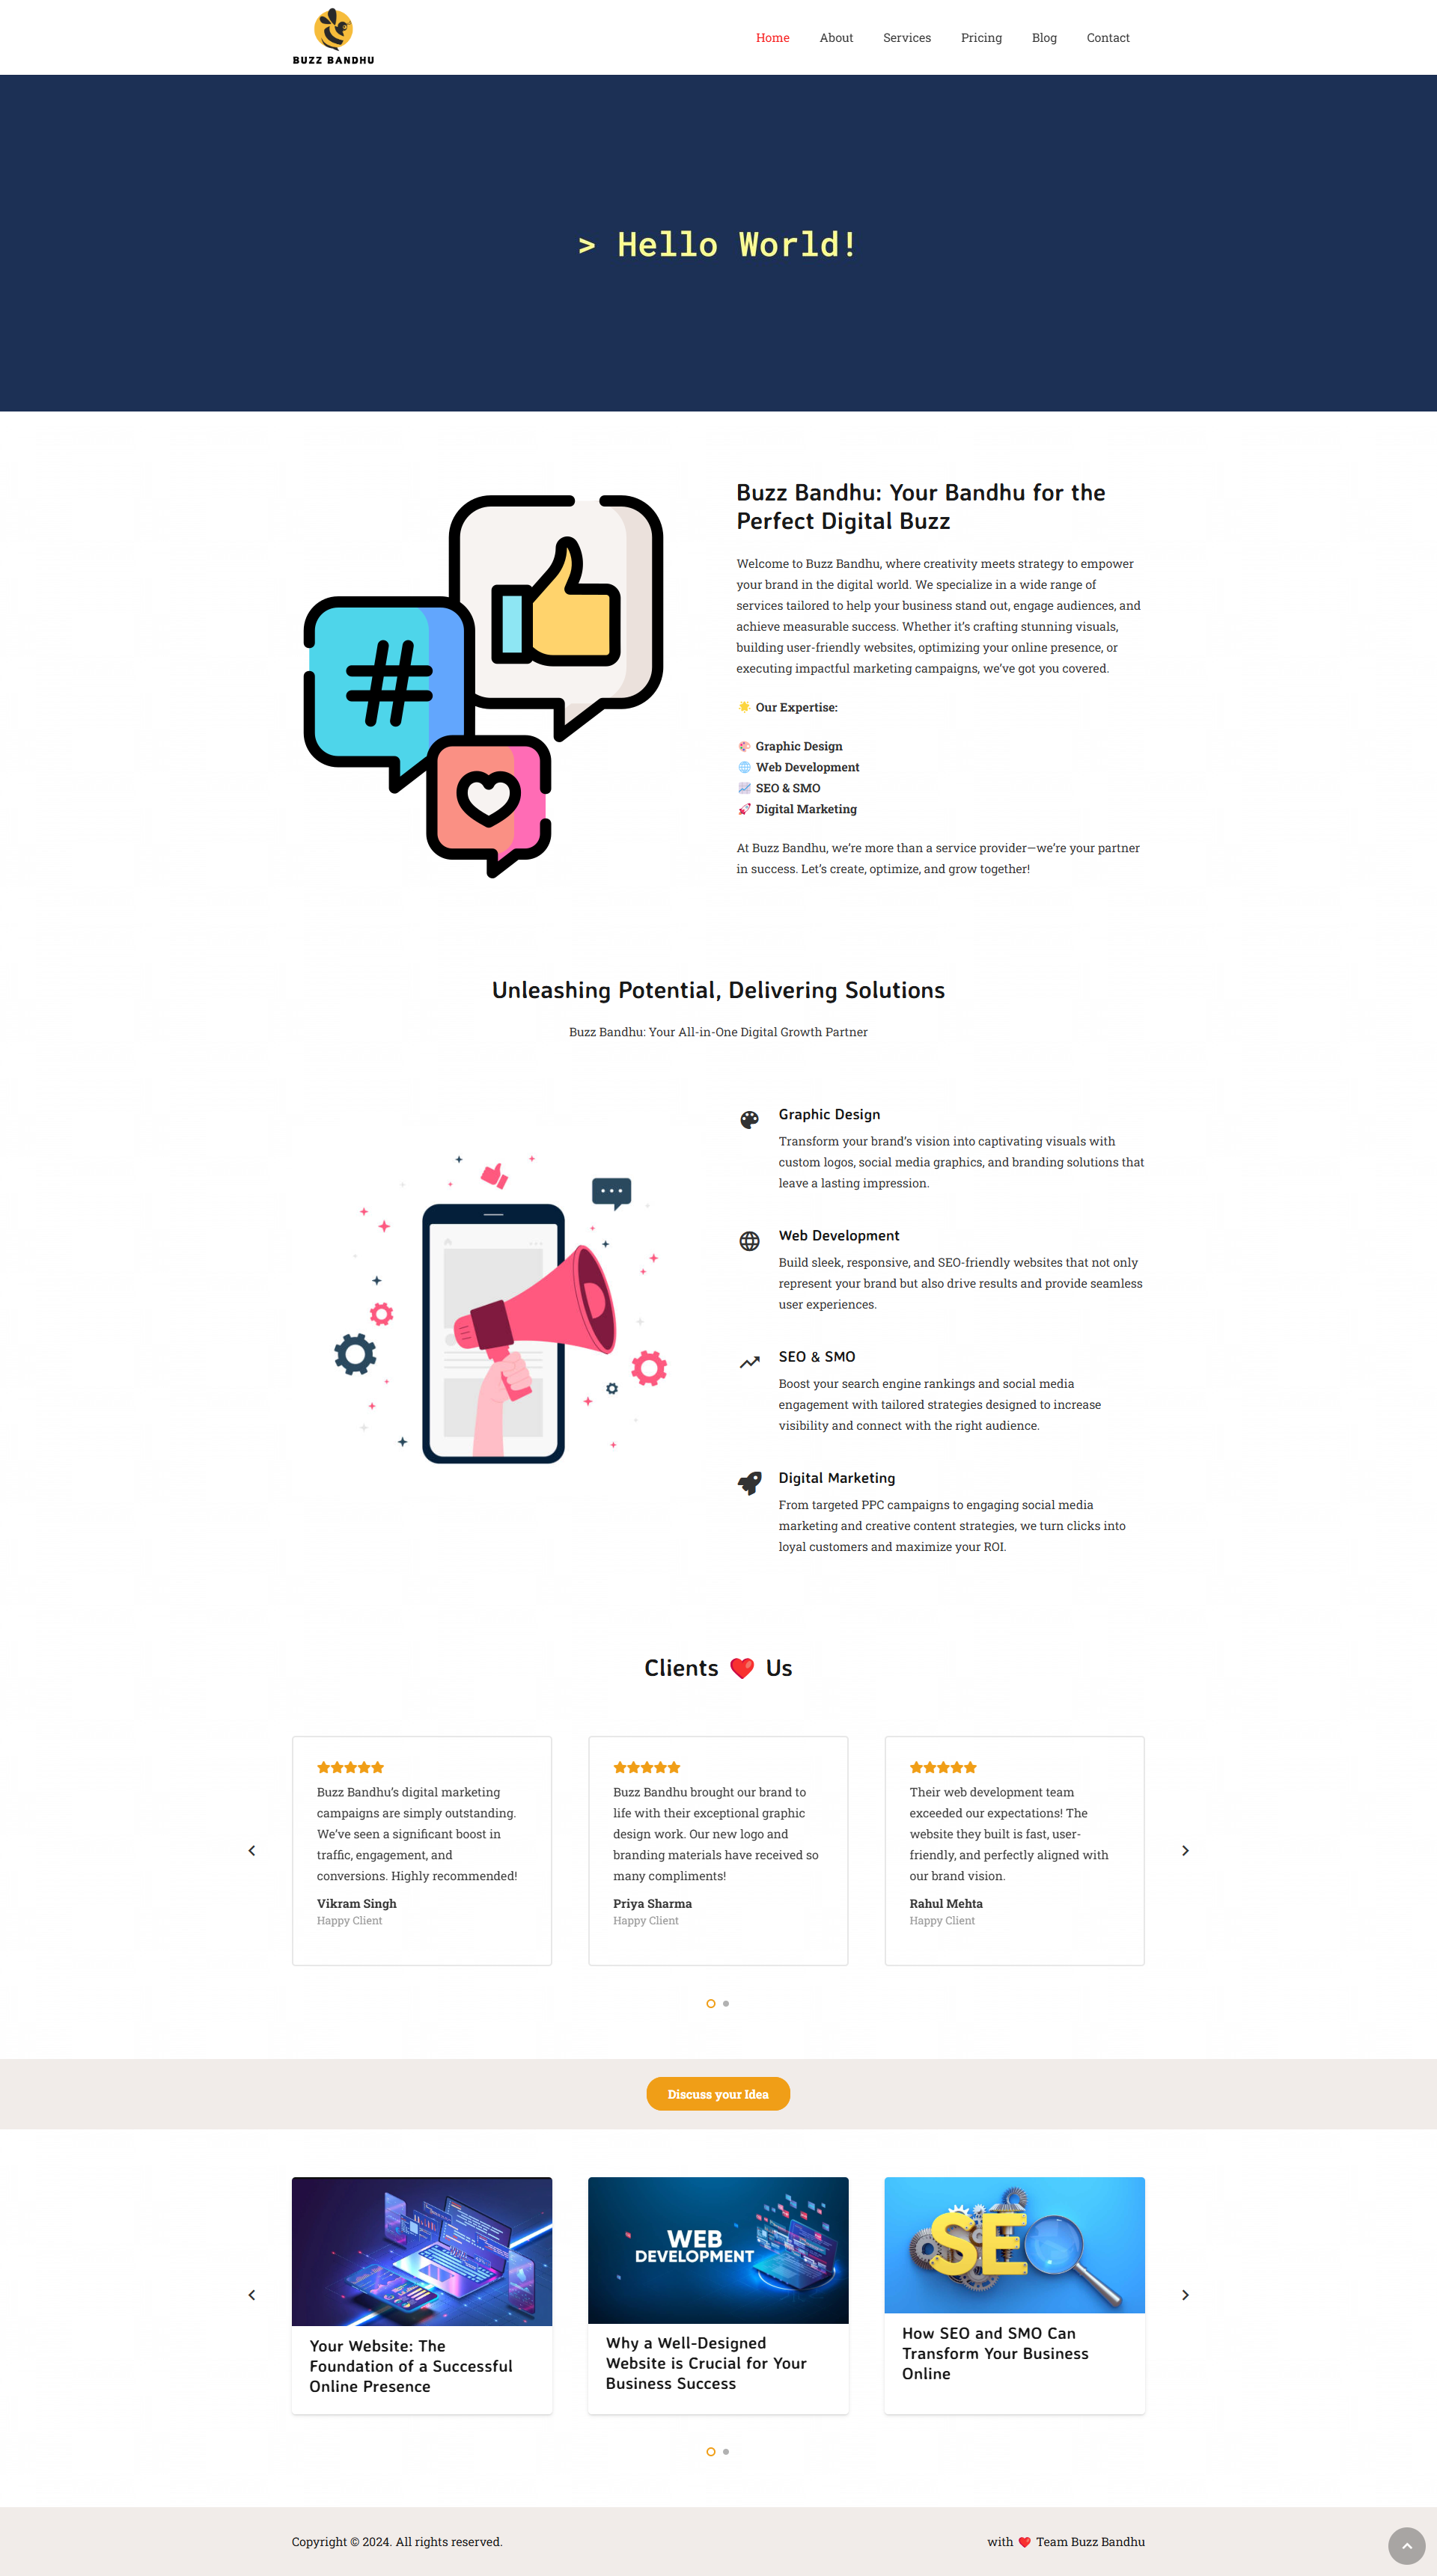 BUZZ BANDHU
Home About Services Pricing Blog Contact
> Hello World!
Buzz Bandhu: Your Bandhu for the
Perfect Digital Buzz
Welcome to Buzz Bandhu, where creativity meets strategy to empower
your brand in the digital world. We specialize in a wide range of
services tailored to help your business stand out, engage audiences, and
achieve measurable success. Whether it’s crafting stunning visuals,
building user-friendly websites, optimizing your online presence, or
executing impactful marketing campaigns, we’ve got you covered.
🌟 Our Expertise:
🎨 Graphic Design
🌐 Web Development
📈 SEO & SMO
🚀 Digital Marketing
At Buzz Bandhu, we’re more than a service provider—we’re your partner
in success. Let’s create, optimize, and grow together!
#
Unleashing Potential, Delivering Solutions
Buzz Bandhu: Your All-in-One Digital Growth Partner
Graphic Design
Transform your brand’s vision into captivating visuals with
custom logos, social media graphics, and branding solutions that
leave a lasting impression.
Web Development
Build sleek, responsive, and SEO-friendly websites that not only
represent your brand but also drive results and provide seamless
user experiences.
SEO & SMO
Boost your search engine rankings and social media
engagement with tailored strategies designed to increase
visibility and connect with the right audience.
Digital Marketing
From targeted PPC campaigns to engaging social media
marketing and creative content strategies, we turn clicks into
loyal customers and maximize your ROI.
Clients ❤️ Us
Buzz Bandhu’s digital marketing
campaigns are simply outstanding.
We’ve seen a significant boost in
traffic, engagement, and
conversions. Highly recommended!
Vikram Singh
Happy Client
Buzz Bandhu brought our brand to
life with their exceptional graphic
design work. Our new logo and
branding materials have received so
many compliments!
Priya Sharma
Happy Client
Their web development team
exceeded our expectations! The
website they built is fast, user-
friendly, and perfectly aligned with
our brand vision.
Rahul Mehta
Happy Client
Discuss your Idea
Your Website: The
Foundation of a Successful
Online Presence
WEB
DEVELOPMENT
Why a Well-Designed
Website is Crucial for Your
Business Success
SE
How SEO and SMO Can
Transform Your Business
Online
Copyright © 2024. All rights reserved.
with ❤️ Team Buzz Bandhu